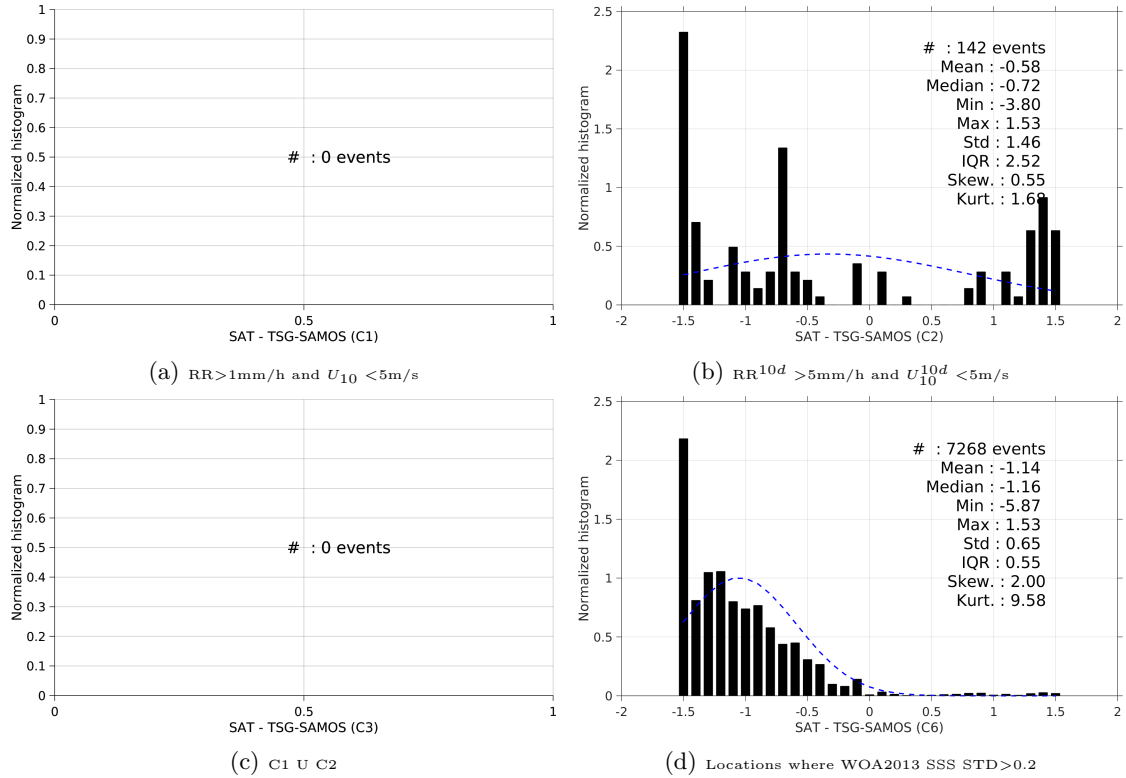 1
0.9
0.8
0.7
0.6
0.5
0.4
0.3
0.2
0.1
0
Normalized histogram
# : 0 events
0 0.5 1
SAT - TSG-SAMOS (C1)
(a) RR>1mm/h and U10 <5m/s
2.5
2
1.5
1
0.5
0
Normalized histogram
# : 142 events
Mean : -0.58
Median : -0.72
Min : -3.80
Max : 1.53
Std : 1.46
IQR : 2.52
Skew. : 0.55
Kurt. : 1.68
-2 -1.5 -1 -0.5 0 0.5 1 1.5 2
SAT - TSG-SAMOS (C2)
(b) RR10d >5mm/h and U10d10 <5m/s
1
0.9
0.8
0.7
0.6
0.5
0.4
0.3
0.2
0.1
0
Normalized histogram
# : 0 events
0 0.5 1
SAT - TSG-SAMOS (C3)
(c) C1 U C2
2.5
2
1.5
1
0.5
0
Normalized histogram
# : 7268 events
Mean : -1.14
Median : -1.16
Min : -5.87
Max : 1.53
Std : 0.65
IQR : 0.55
Skew. : 2.00
Kurt. : 9.58
-2 -1.5 -1 -0.5 0 0.5 1 1.5 2
SAT - TSG-SAMOS (C6)
(d) Locations where WOA2013 SSS STD>0.2